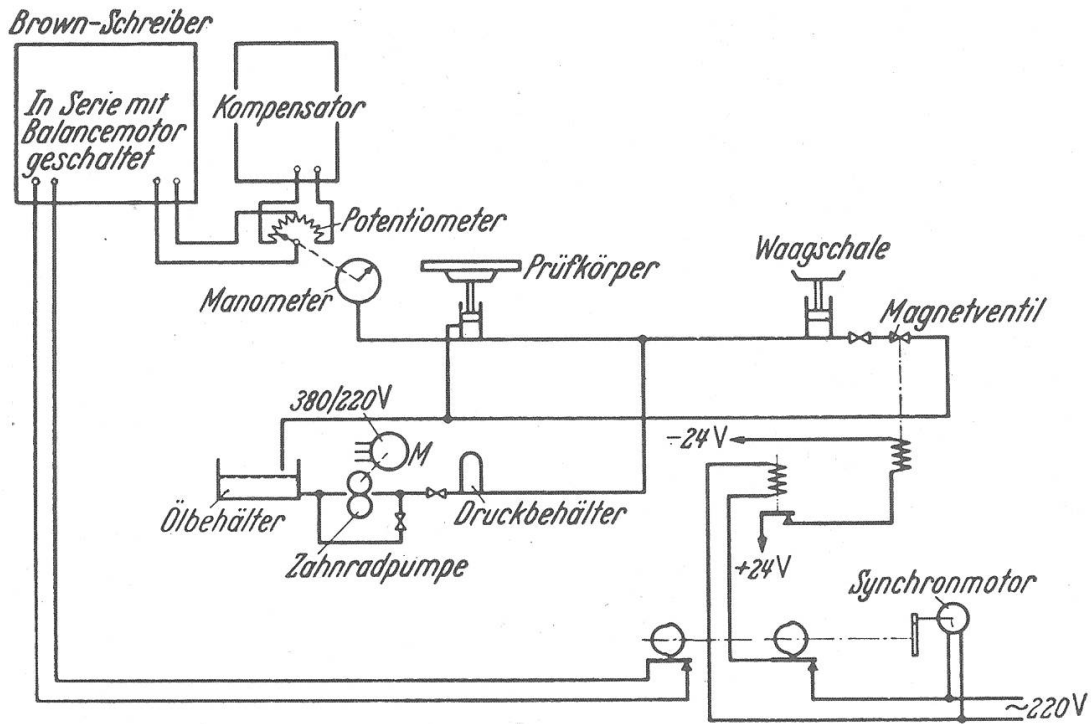 Brown-Schreiber
In Serie mit
Balancemotor
geschaltet
Kompensator
Potentiometer
Manometer
Prüfkörper
Waagschale
Magnetventil
380/220V
M
-24V
Ölbehälter
Druckbehälter
Zahnradpumpe
+24V
Synchronmotor
~220V